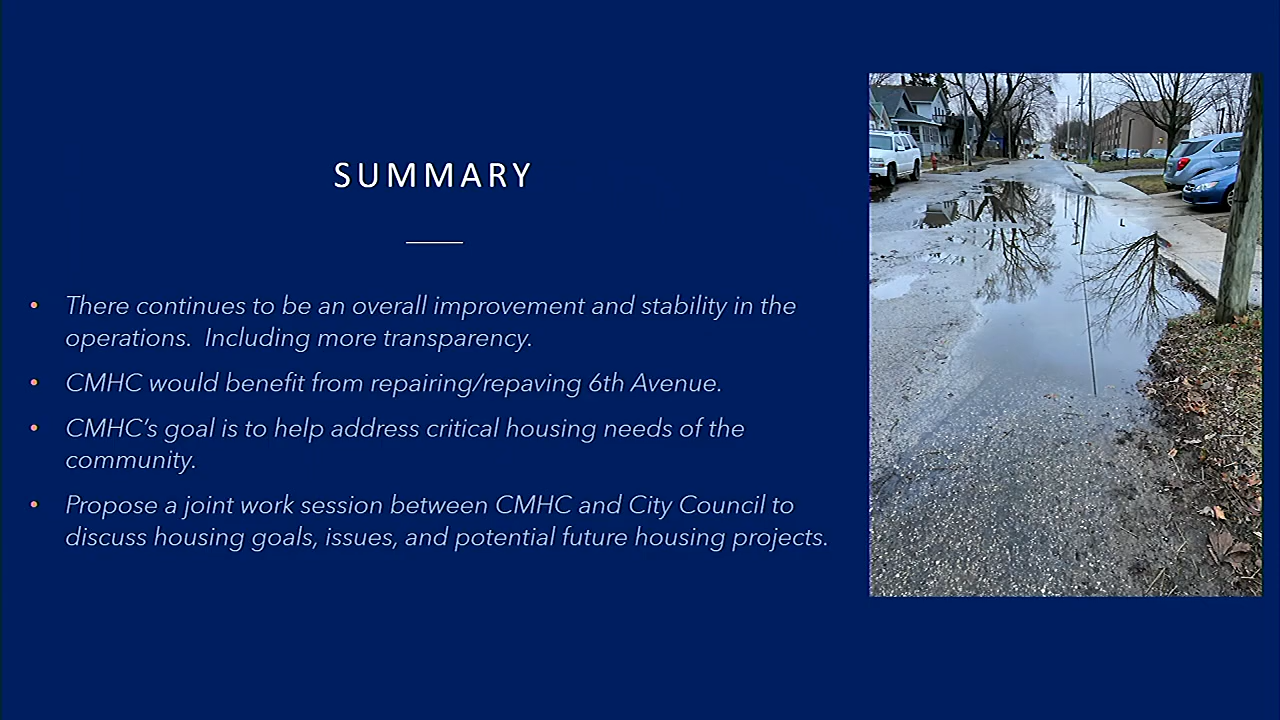 SUMMARY
• There continues to be an overall improvement and stability in the
operations.  Including more transparency.
• CMHC would benefit from repairing/repaving 6th Avenue.
• CMHC’s goal is to help address critical housing needs of the
community.
• Propose a joint work session between CMHC and City Council to
discuss housing goals, issues, and potential future housing projects.